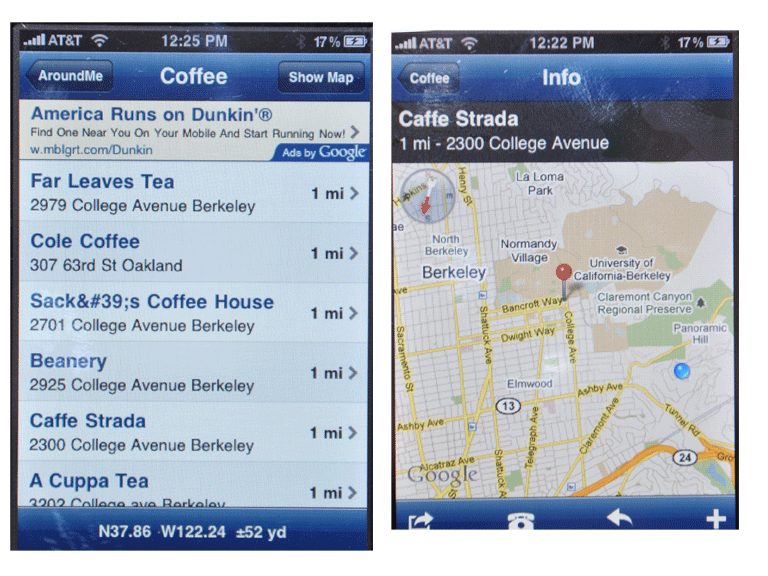 AT&T 12:25 PM 17%
AroundMe Coffee Show Map
America Runs on Dunkin'®
Find One Near You On Your Mobile And Start Running Now!
w.mblgrt.com/Dunkin
Ads by Google
Far Leaves Tea
2979 College Avenue Berkeley
1 mi
Cole Coffee
307 63rd St Oakland
1 mi
Sack&#39;s Coffee House
2701 College Avenue Berkeley
1 mi
Beanery
2925 College Avenue Berkeley
1 mi
Caffe Strada
2300 College Avenue Berkeley
1 mi
A Cuppa Tea
3202 College ave Berkeley
1 mi
N37.86 W122.24 ±52 yd
AT&T 12:22 PM 17%
Coffee Info
Caffe Strada
1 mi - 2300 College Avenue
La Loma
Park
Hopkins
Henry St
North
Berkeley
Normandy
Village
Berkeley
University of
California-Berkeley
Claremont Canyon
Regional Preserve
Panoramic
Hill
Ave
Bancroft Way
Dwight Way
Shattuck Ave
College Ave
Sacramento St
Elmwood
Ashby Ave
13
Ashby Ave
Telegraph Ave
Claremont Ave
Tunnel Rd
Shattuck Ave
Alcatraz Ave
24
Google